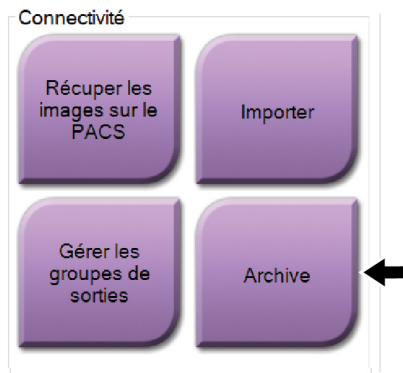 Connectivité
Récuper les
images sur le
PACS
Importer
Gérer les
groupes de
sorties
Archive